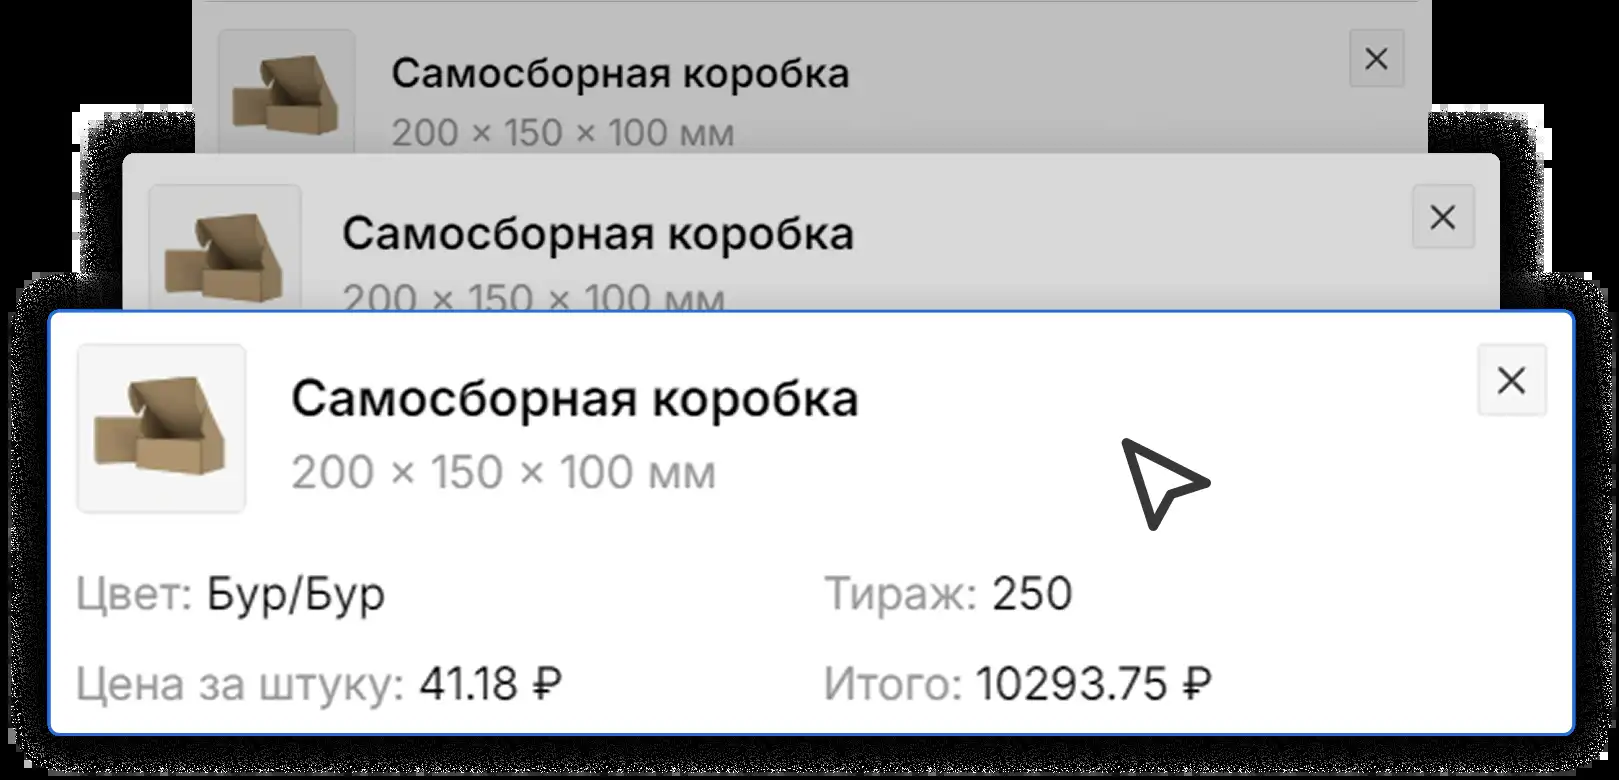 Самосборная коробка
200 × 150 × 100 мм
Самосборная коробка
200 × 150 × 100 мм
Самосборная коробка
200 × 150 × 100 мм
Цвет: Бур/Бур
Тираж: 250
Цена за штуку: 41.18 ₽
Итого: 10293.75 ₽